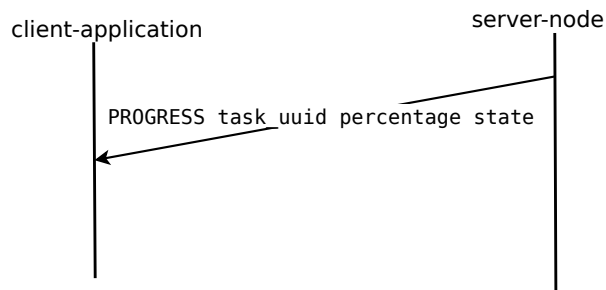 client-application
server-node
PROGRESS task_uuid percentage state